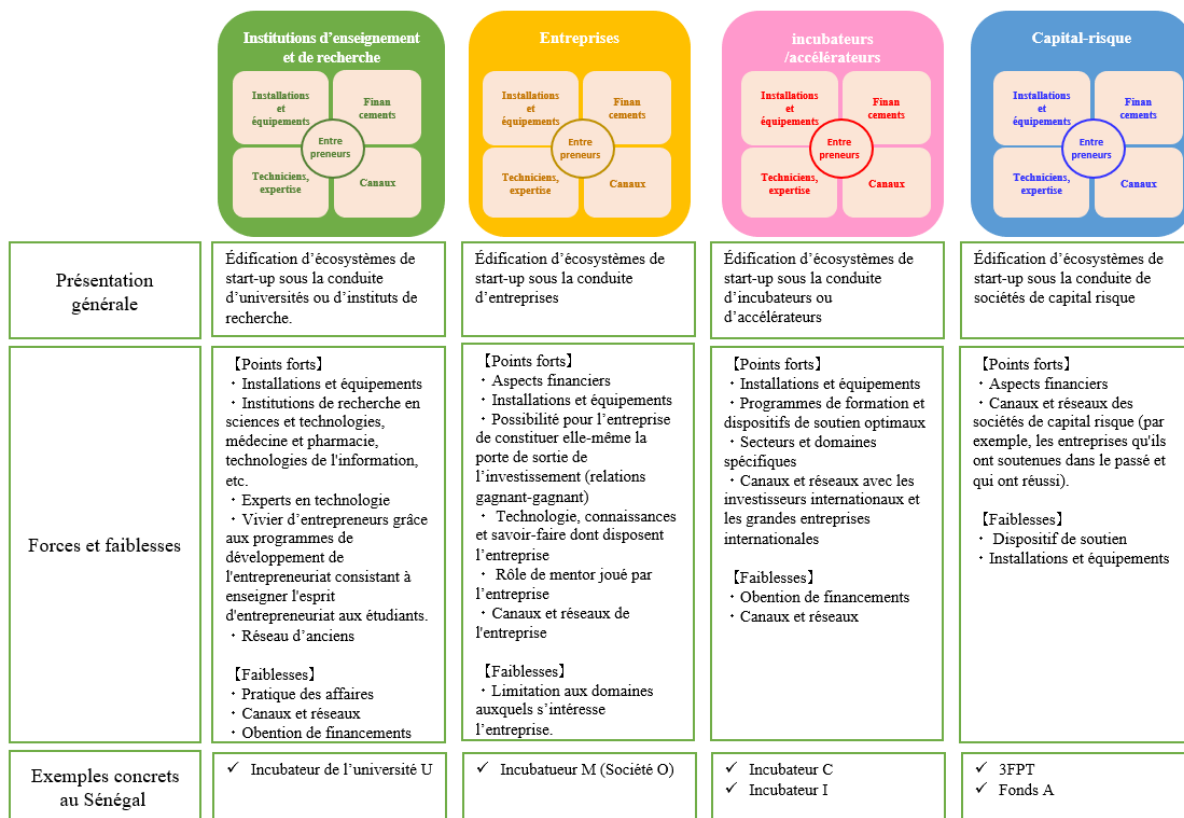 Institutions d'enseignement
et de recherche
Installations
et
équipements
Finan
cements
Entre
preneurs
Techniciens,
expertise
Canaux
Entreprises
Installations
et
équipements
Finan
cements
Entre
preneurs
Techniciens,
expertise
Canaux
incubateurs
/accélérateurs
Installations
et
équipements
Finan
cements
Entre
preneurs
Techniciens,
expertise
Canaux
Capital-risque
Installations
et
équipements
Finan
cements
Entre
preneurs
Techniciens,
expertise
Canaux
Présentation
générale
Édification d'écosystèmes de
start-up sous la conduite
d'universités ou d'instituts de
recherche.
Édification d'écosystèmes de
start-up sous la conduite
d'entreprises
Édification d'écosystèmes de
start-up sous la conduite
d'incubateurs ou
d'accélérateurs
Édification d'écosystèmes de
start-up sous la conduite de
sociétés de capital risque
Forces et faiblesses
【Points forts】
・Installations et équipements
・Institutions de recherche en
sciences et technologies,
médecine et pharmacie,
technologies de l'information,
etc.
・Experts en technologie
・Vivier d'entrepreneurs grâce
aux programmes de
développement de
l'entrepreneuriat consistant à
enseigner l'esprit
d'entrepreneuriat aux étudiants.
・Réseau d'anciens
【Faiblesses】
・Pratique des affaires
・Canaux et réseaux
・Obention de financements
【Points forts】
・Aspects financiers
・Installations et équipements
・Possibilité pour l'entreprise
de constituer elle-même la
porte de sortie de
l'investissement (relations
gagnant-gagnant)
・Technologie, connaissances
et savoir-faire dont disposent
l'entreprise
・Rôle de mentor joué par
l'entreprise
・Canaux et réseaux de
l'entreprise
【Faiblesses】
・Limitation aux domaines
auxquels s'intéresse
l'entreprise.
【Points forts】
・Installations et équipements
・Programmes de formation et
dispositifs de soutien optimaux
・Secteurs et domaines
spécifiques
・Canaux et réseaux avec les
investisseurs internationaux et
les grandes entreprises
internationales
【Faiblesses】
・Obention de financements
・Canaux et réseaux
【Points forts】
・Aspects financiers
・Canaux et réseaux des
sociétés de capital risque (par
exemple, les entreprises qu'ils
ont soutenues dans le passé et
qui ont réussi).
【Faiblesses】
・Dispositif de soutien
・Installations et équipements
Exemples concrets
au Sénégal
✓ Incubateur de l'université U
✓ Incubatueur M (Société O)
✓ Incubateur C
✓ Incubateur I
✓ 3FPT
✓ Fonds A